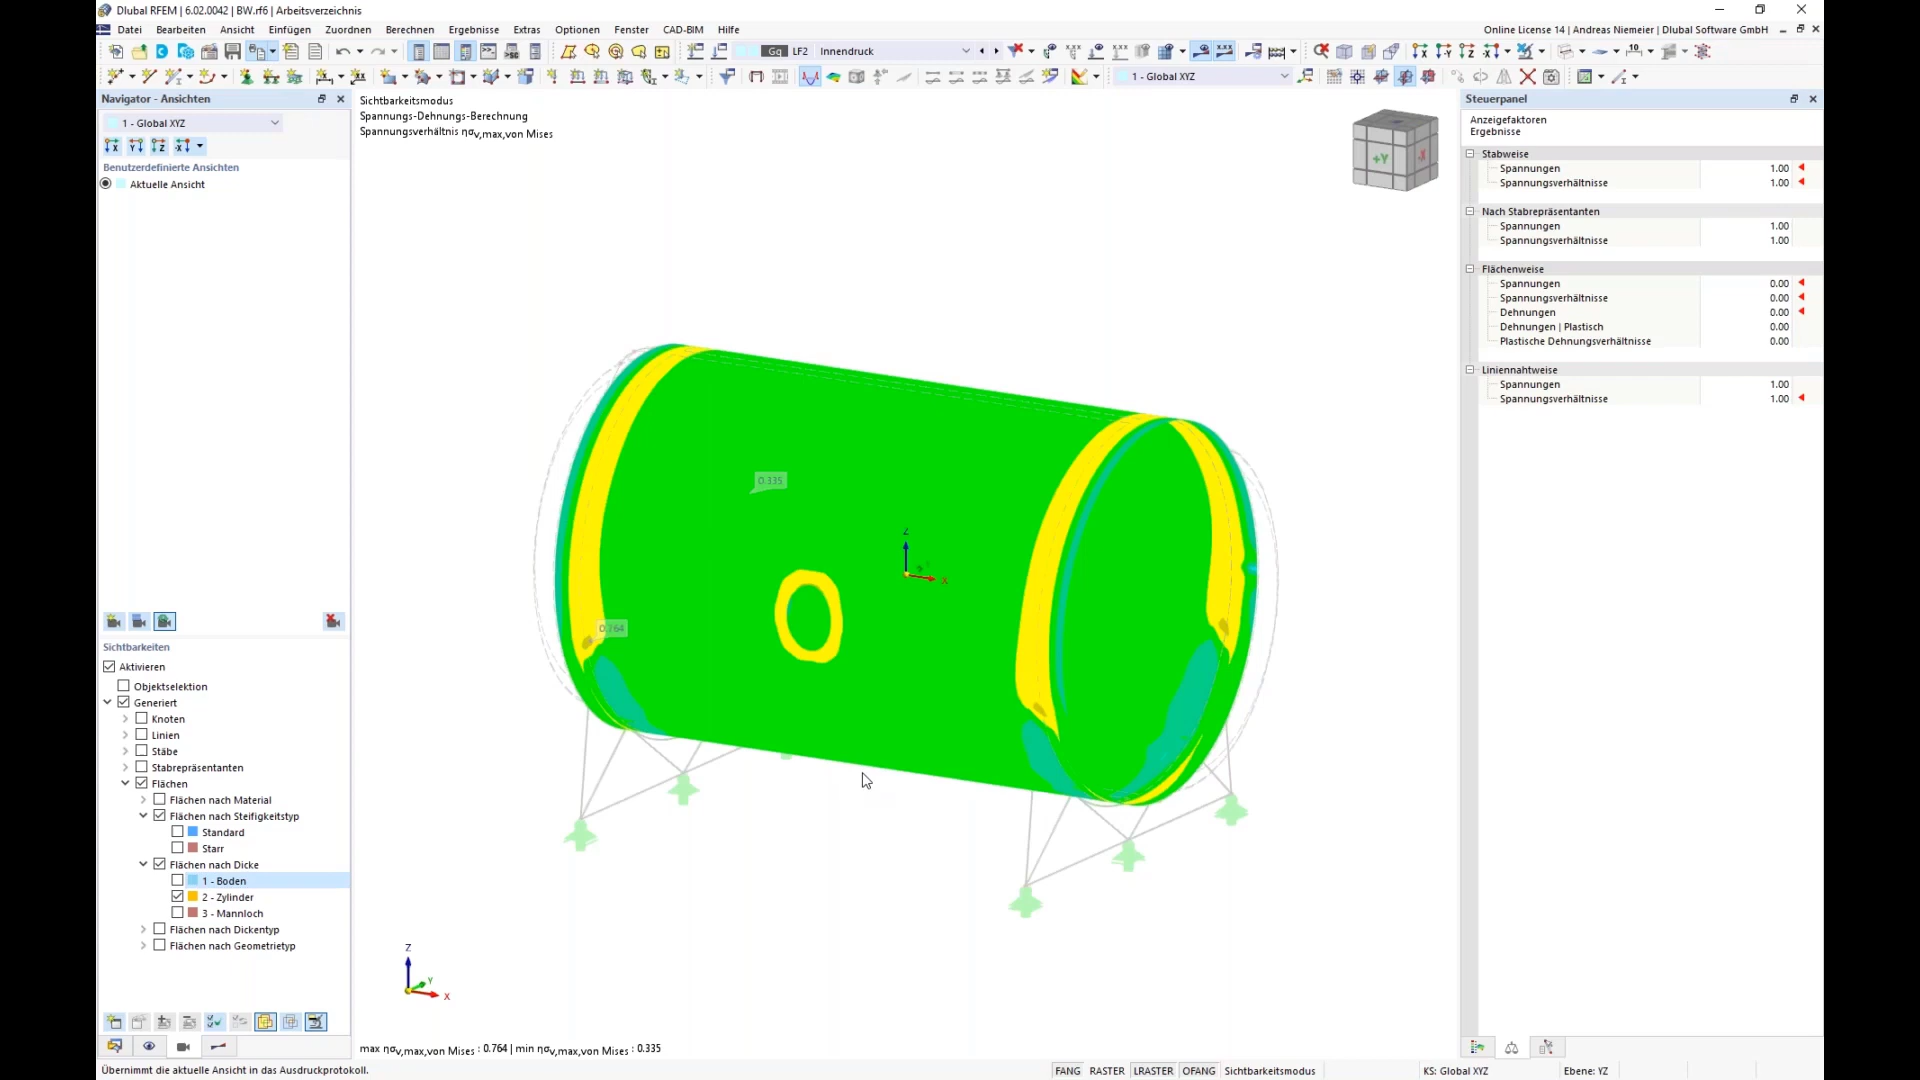 Dlubal RFEM | 6.02.0042 | BW.rf6 | Arbeitsverzeichnis
Datei Bearbeiten Ansicht Einfügen Zuordnen Berechnen Ergebnisse Extras Optionen Fenster CAD-BIM Hilfe
Online License 14 | Andreas Niemeier | Dlubal Software GmbH
Gq LF2 Innendruck
1 - Global XYZ
Navigator - Ansichten
1 - Global XYZ
Benutzerdefinierte Ansichten
Aktuelle Ansicht
Sichtbarkeiten
Aktivieren
Objektselektion
Generiert
Knoten
Linien
Stäbe
Stabrepräsentanten
Flächen
Flächen nach Material
Flächen nach Steifigkeitstyp
Standard
Starr
Flächen nach Dicke
1 - Boden
2 - Zylinder
3 - Mannloch
Flächen nach Dickentyp
Flächen nach Geometrietyp
Sichtbarkeitsmodus
Spannungs-Dehnungs-Berechnung
Spannungsverhältnis ησv,max,von Mises
+Y -X
0.335
0.764
Z
X
Z
Y
X
max ησv,max,von Mises : 0.764 | min ησv,max,von Mises : 0.335
Steuerpanel
Anzeigefaktoren
Ergebnisse
Stabweise
Spannungen 1.00
Spannungsverhältnisse 1.00
Nach Stabrepräsentanten
Spannungen 1.00
Spannungsverhältnisse 1.00
Flächenweise
Spannungen 0.00
Spannungsverhältnisse 0.00
Dehnungen 0.00
Dehnungen | Plastisch 0.00
Plastische Dehnungsverhältnisse 0.00
Liniennahtweise
Spannungen 1.00
Spannungsverhältnisse 1.00
Übernimmt die aktuelle Ansicht in das Ausdruckprotokoll.
FANG RASTER LRASTER OFANG Sichtbarkeitsmodus KS: Global XYZ Ebene: YZ